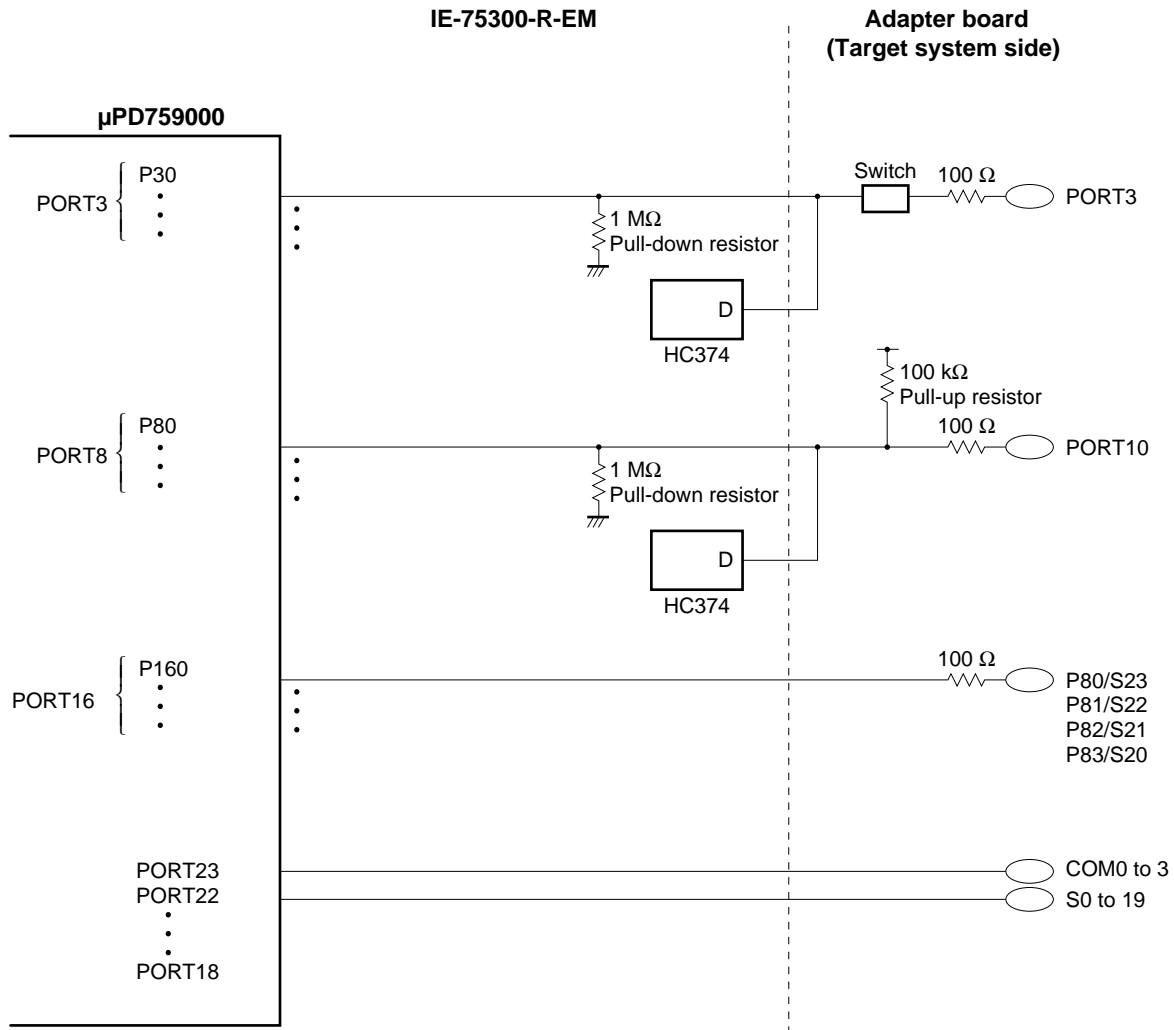 IE-75300-R-EM
Adapter board
(Target system side)
µPD759000
P30
PORT3
Switch
100 Ω
PORT3
1 MΩ
Pull-down resistor
D
HC374
100 kΩ
Pull-up resistor
P80
PORT8
100 Ω
PORT10
1 MΩ
Pull-down resistor
D
HC374
P160
PORT16
100 Ω
P80/S23
P81/S22
P82/S21
P83/S20
PORT23
COM0 to 3
PORT22
S0 to 19
PORT18